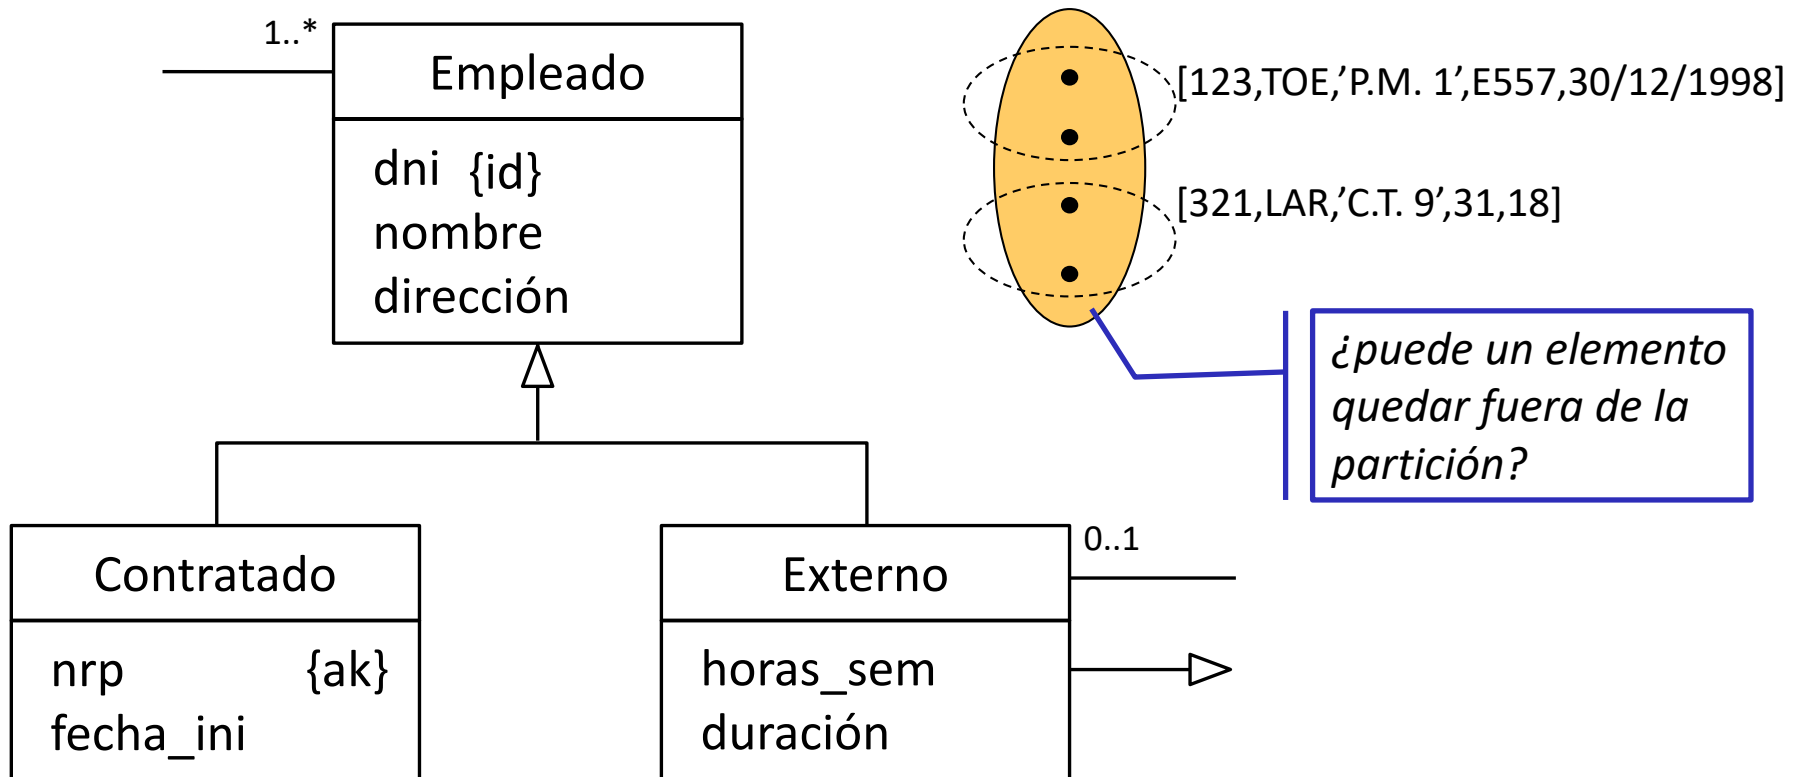 1..*
Empleado
dni {id}
nombre
dirección
[123,TOE,’P.M. 1’,E557,30/12/1998]
[321,LAR,’C.T. 9’,31,18]
¿puede un elemento
quedar fuera de la
partición?
Contratado
nrp {ak}
fecha_ini
Externo
0..1
horas_sem
duración